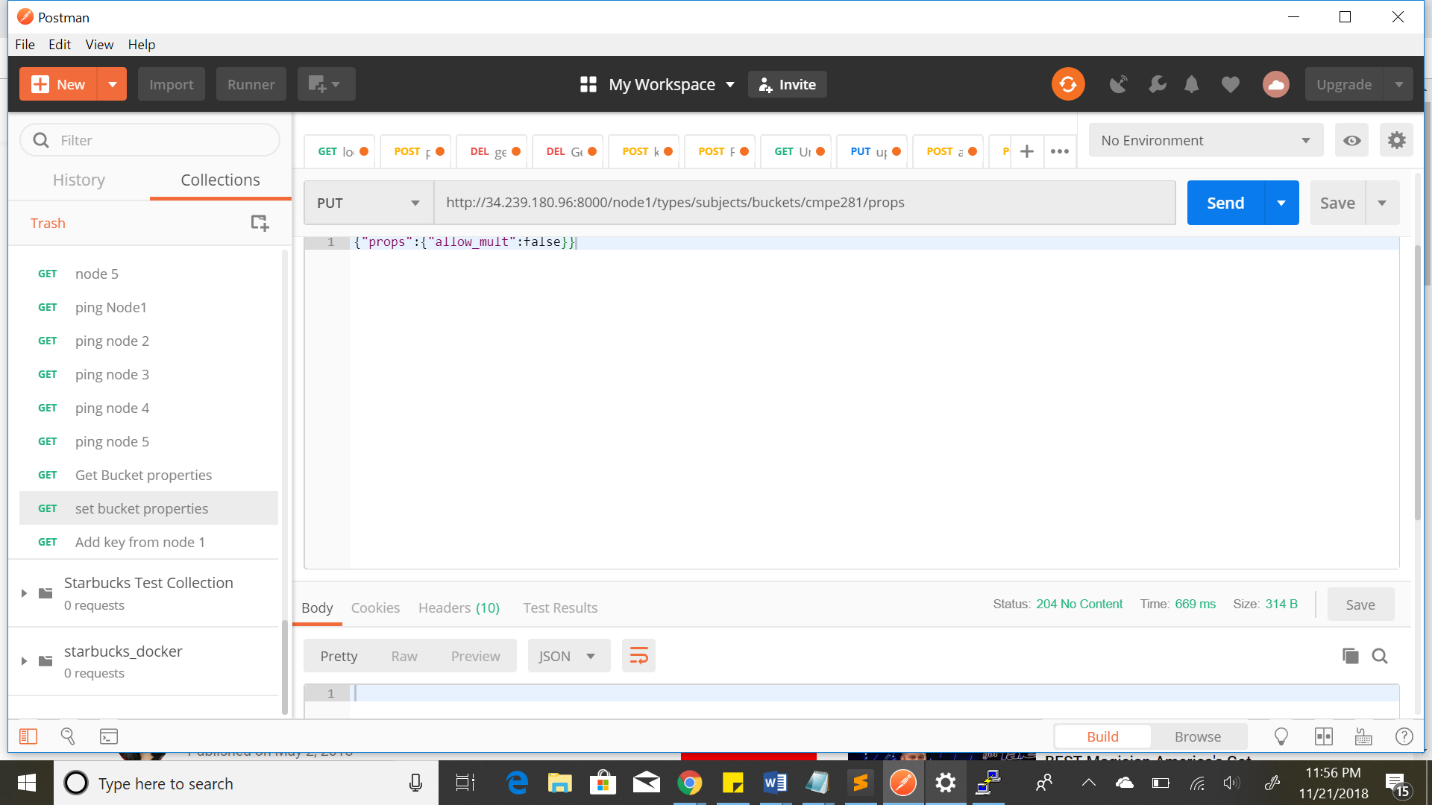 Postman
File Edit View Help
New Import Runner My Workspace Invite Upgrade
Filter
History Collections
Trash
GET node 5
GET ping Node1
GET ping node 2
GET ping node 3
GET ping node 4
GET ping node 5
GET Get Bucket properties
GET set bucket properties
GET Add key from node 1
Starbucks Test Collection
0 requests
starbucks_docker
0 requests
GET lo POST p DEL ge DEL Ge POST k POST F GET Ur PUT up POST a P
No Environment
PUT http://34.239.180.96:8000/node1/types/subjects/buckets/cmpe281/props Send Save
1 {"props":{"allow_mult":false}}
Body Cookies Headers (10) Test Results Status: 204 No Content Time: 669 ms Size: 314 B Save
Pretty Raw Preview JSON
1
Build Browse
Published on May 2, 2018
BEST Magician America's Got
Type here to search
11:56 PM
11/21/2018
15